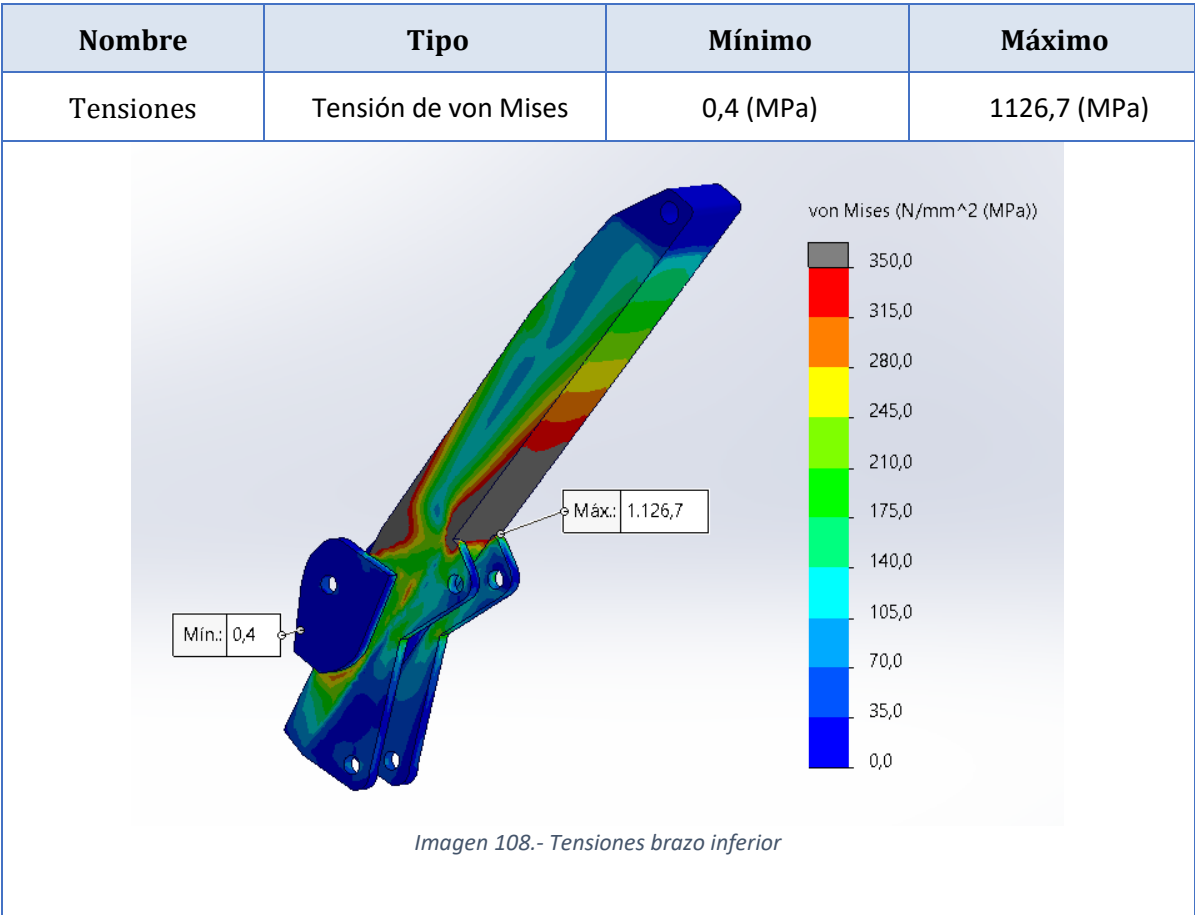 Nombre Tipo Mínimo Máximo
Tensiones Tensión de von Mises 0,4 (MPa) 1126,7 (MPa)
von Mises (N/mm^2 (MPa))
350,0
315,0
280,0
245,0
210,0
175,0
140,0
105,0
70,0
35,0
0,0
Máx.: 1.126,7
Mín.: 0,4
Imagen 108.- Tensiones brazo inferior